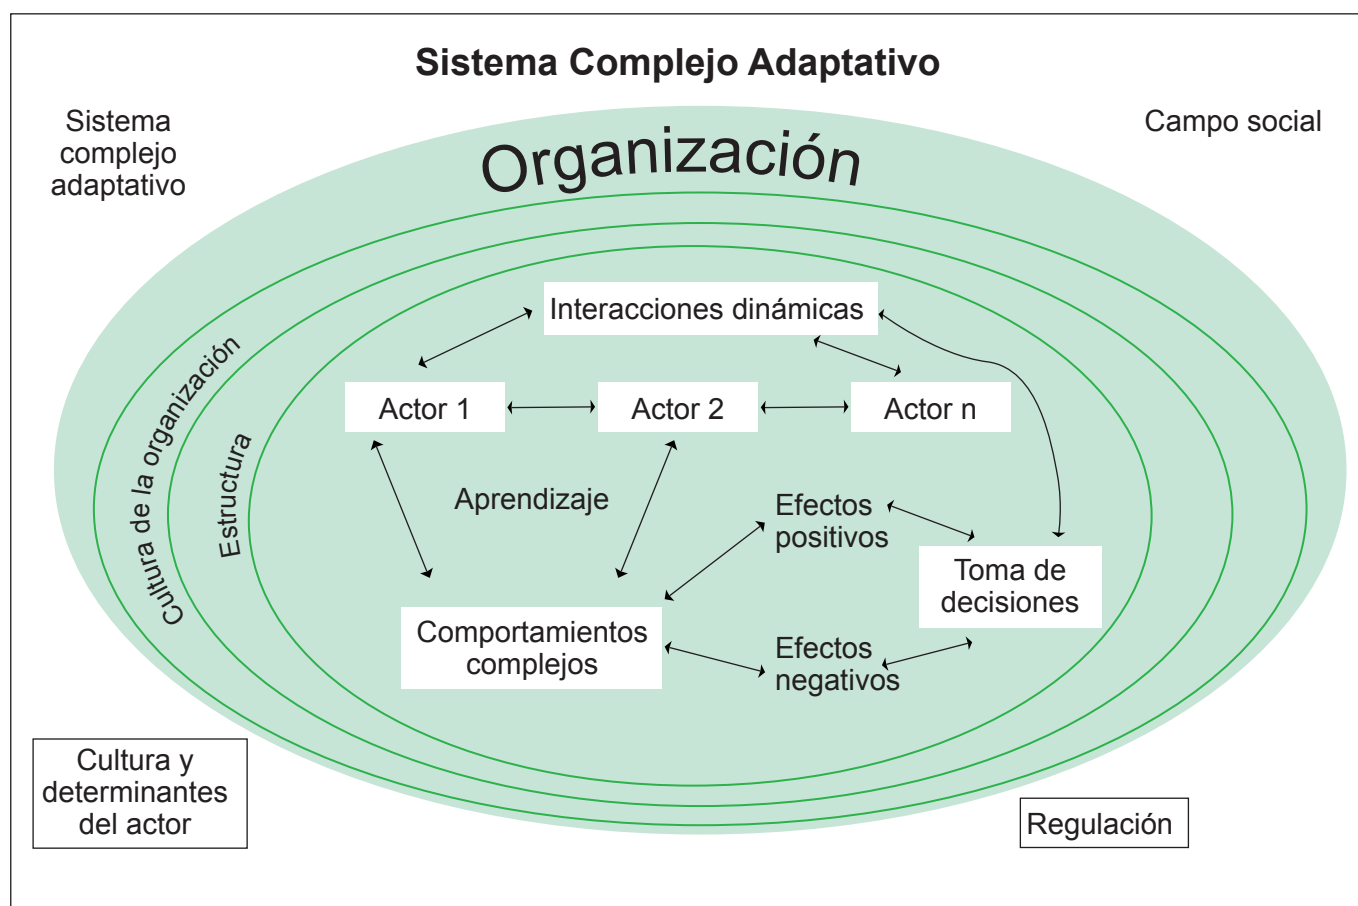 Sistema Complejo Adaptativo
Sistema
complejo
adaptativo
Campo social
Organización
Cultura de la organización
Estructura
Interacciones dinámicas
Actor 1
Actor 2
Actor n
Aprendizaje
Efectos
positivos
Toma de
decisiones
Comportamientos
complejos
Efectos
negativos
Cultura y
determinantes
del actor
Regulación